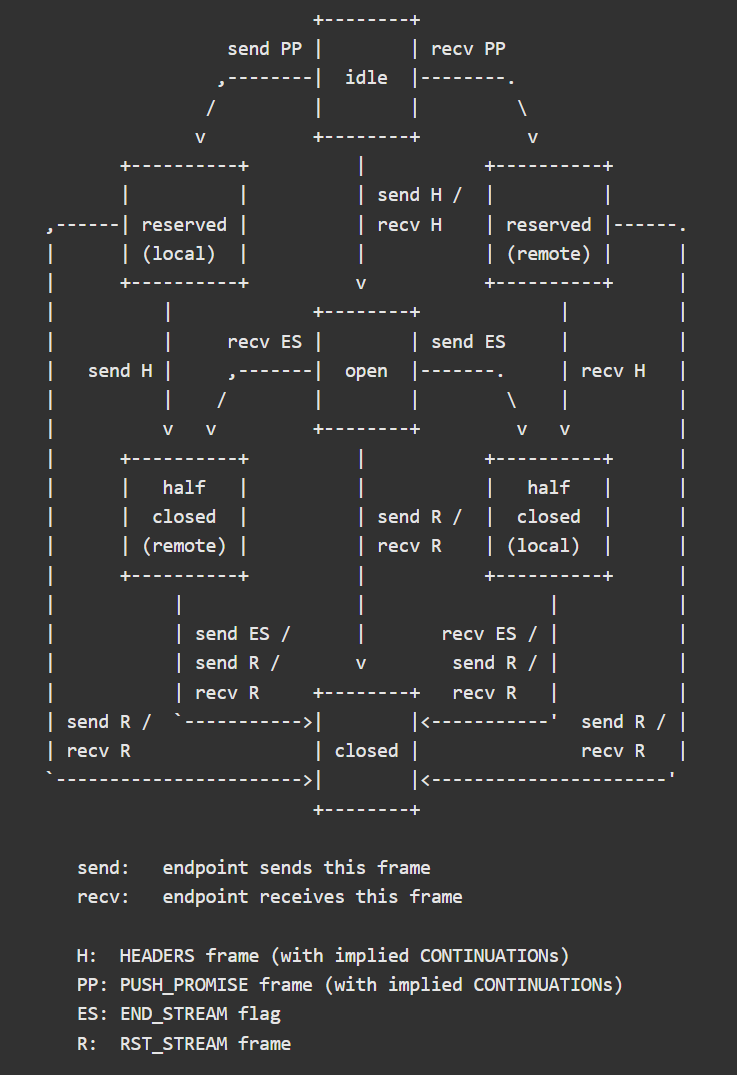 +--------+
                 send PP |        | recv PP
                ,--------|  idle  |--------.
               /         |        |         \
              v          +--------+          v
       +----------+          |           +----------+
       |          |          | send H /  |          |
,------| reserved |          | recv H    | reserved |------.
|      | (local)  |          |           | (remote) |      |
|      +----------+          v           +----------+      |
|          |             +--------+             |          |
|          |     recv ES |        | send ES     |          |
|   send H |     ,-------|  open  |-------.     | recv H   |
|          |    /        |        |        \    |          |
|          v   v         +--------+         v   v          |
|      +----------+          |           +----------+      |
|      |   half   |          |           |   half   |      |
|      |  closed  |          | send R /  |  closed  |      |
|      | (remote) |          | recv R    | (local)  |      |
|      +----------+          |           +----------+      |
|           |                |                 |           |
|           | send ES /      |       recv ES / |           |
|           | send R /       v        send R / |           |
|           | recv R     +--------+   recv R   |           |
| send R /  `----------->|        |<-----------'  send R / |
| recv R                 | closed |               recv R   |
`----------------------->|        |<----------------------'
                         +--------+
send:   endpoint sends this frame
recv:   endpoint receives this frame
H:  HEADERS frame (with implied CONTINUATIONs)
PP: PUSH_PROMISE frame (with implied CONTINUATIONs)
ES: END_STREAM flag
R:  RST_STREAM frame